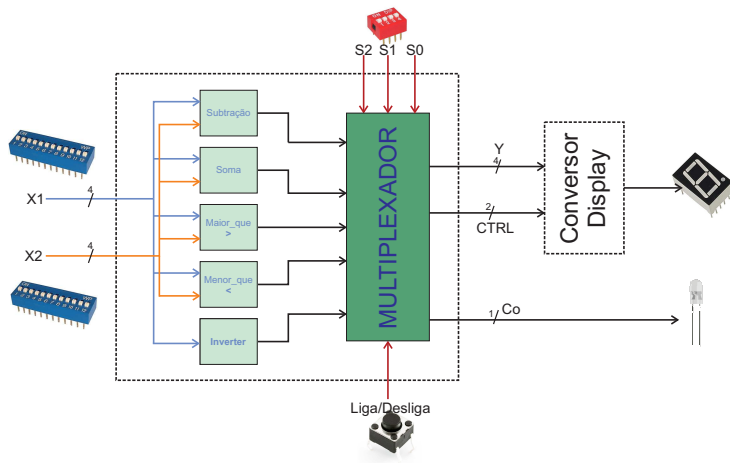 S2 S1 S0
Subtração
Soma
Maior_que
>
Menor_que
<
Inverter
MULTIPLEXADOR
X1
4
X2
4
Y
4
2
CTRL
1
Co
Conversor
Display
Liga/Desliga